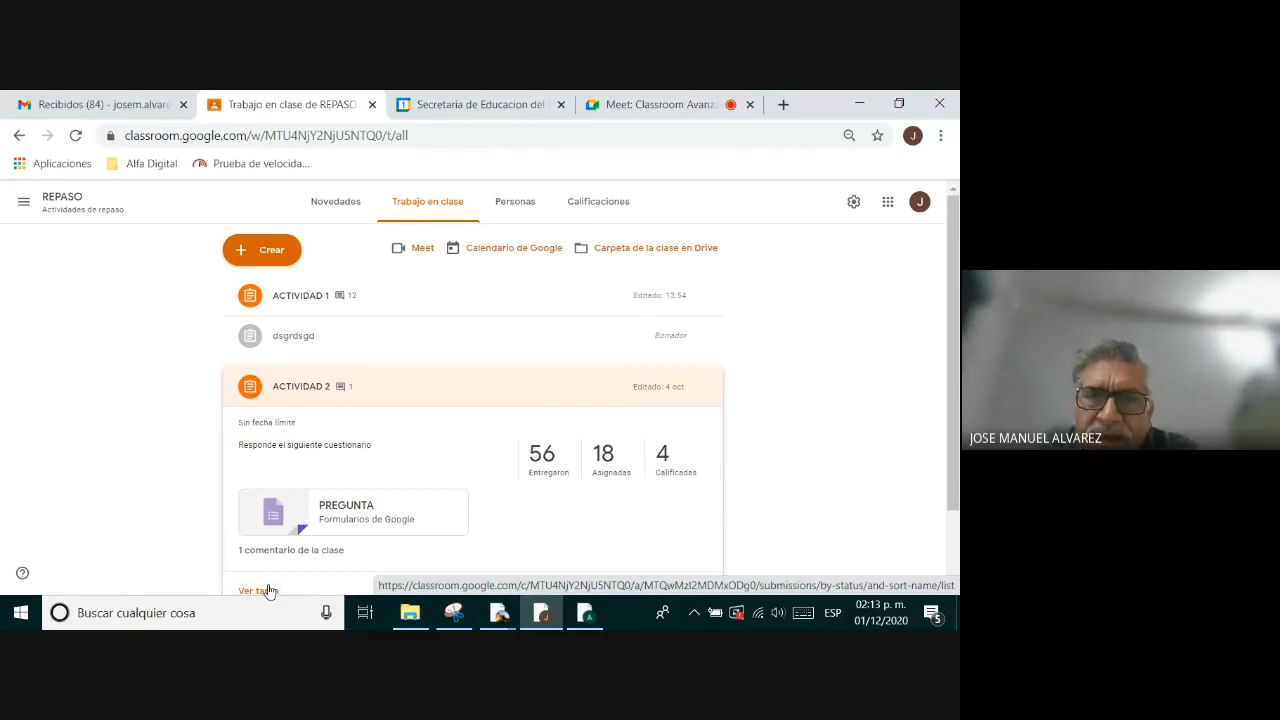 Recibidos (84) - josem.alvare
Trabajo en clase de REPASO
Secretaria de Educacion del
Meet: Classroom Avanza
classroom.google.com/w/MTU4NjY2NjU5NTQ0/t/all
Aplicaciones
Alfa Digital
Prueba de velocida...
REPASO
Actividades de repaso
Novedades
Trabajo en clase
Personas
Calificaciones
J
Crear
Meet
Calendario de Google
Carpeta de la clase en Drive
ACTIVIDAD 1
12
Editado: 13:54
dsgrdsgd
Borrador
ACTIVIDAD 2
1
Editado: 4 oct.
Sin fecha límite
Responde el siguiente cuestionario
56
Entregaron
18
Asignadas
4
Calificadas
PREGUNTA
Formularios de Google
1 comentario de la clase
Ver tarea
https://classroom.google.com/c/MTU4NjY2NjU5NTQ0/a/MTQwMzI2MDMxODg0/submissions/by-status/and-sort-name/list
Buscar cualquier cosa
ESP
02:13 p. m.
01/12/2020
5
JOSE MANUEL ALVAREZ